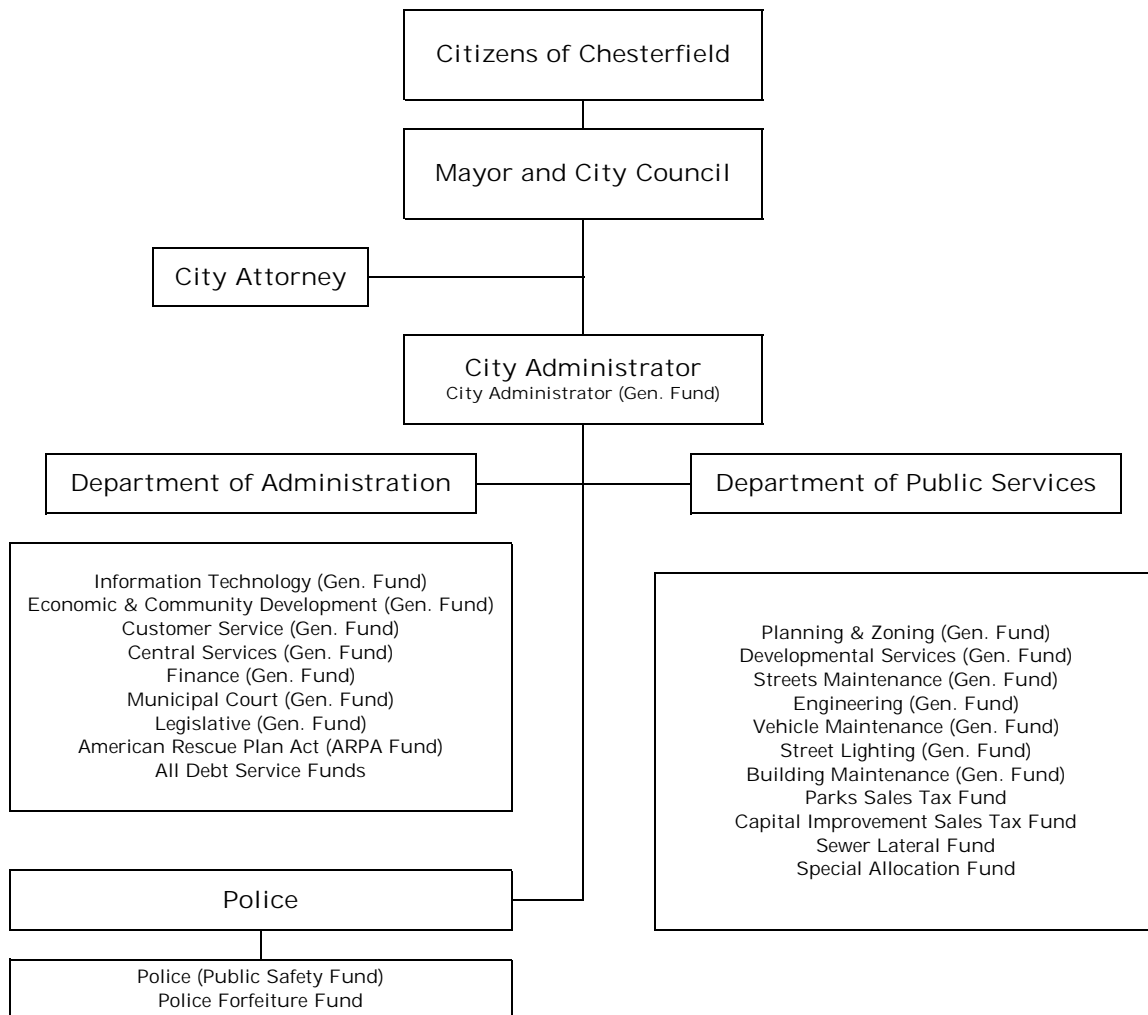 Citizens of Chesterfield
Mayor and City Council
City Attorney
City Administrator
City Administrator (Gen. Fund)
Department of Administration
Department of Public Services
Information Technology (Gen. Fund)
Economic & Community Development (Gen. Fund)
Customer Service (Gen. Fund)
Central Services (Gen. Fund)
Finance (Gen. Fund)
Municipal Court (Gen. Fund)
Legislative (Gen. Fund)
American Rescue Plan Act (ARPA Fund)
All Debt Service Funds
Planning & Zoning (Gen. Fund)
Developmental Services (Gen. Fund)
Streets Maintenance (Gen. Fund)
Engineering (Gen. Fund)
Vehicle Maintenance (Gen. Fund)
Street Lighting (Gen. Fund)
Building Maintenance (Gen. Fund)
Parks Sales Tax Fund
Capital Improvement Sales Tax Fund
Sewer Lateral Fund
Special Allocation Fund
Police
Police (Public Safety Fund)
Police Forfeiture Fund